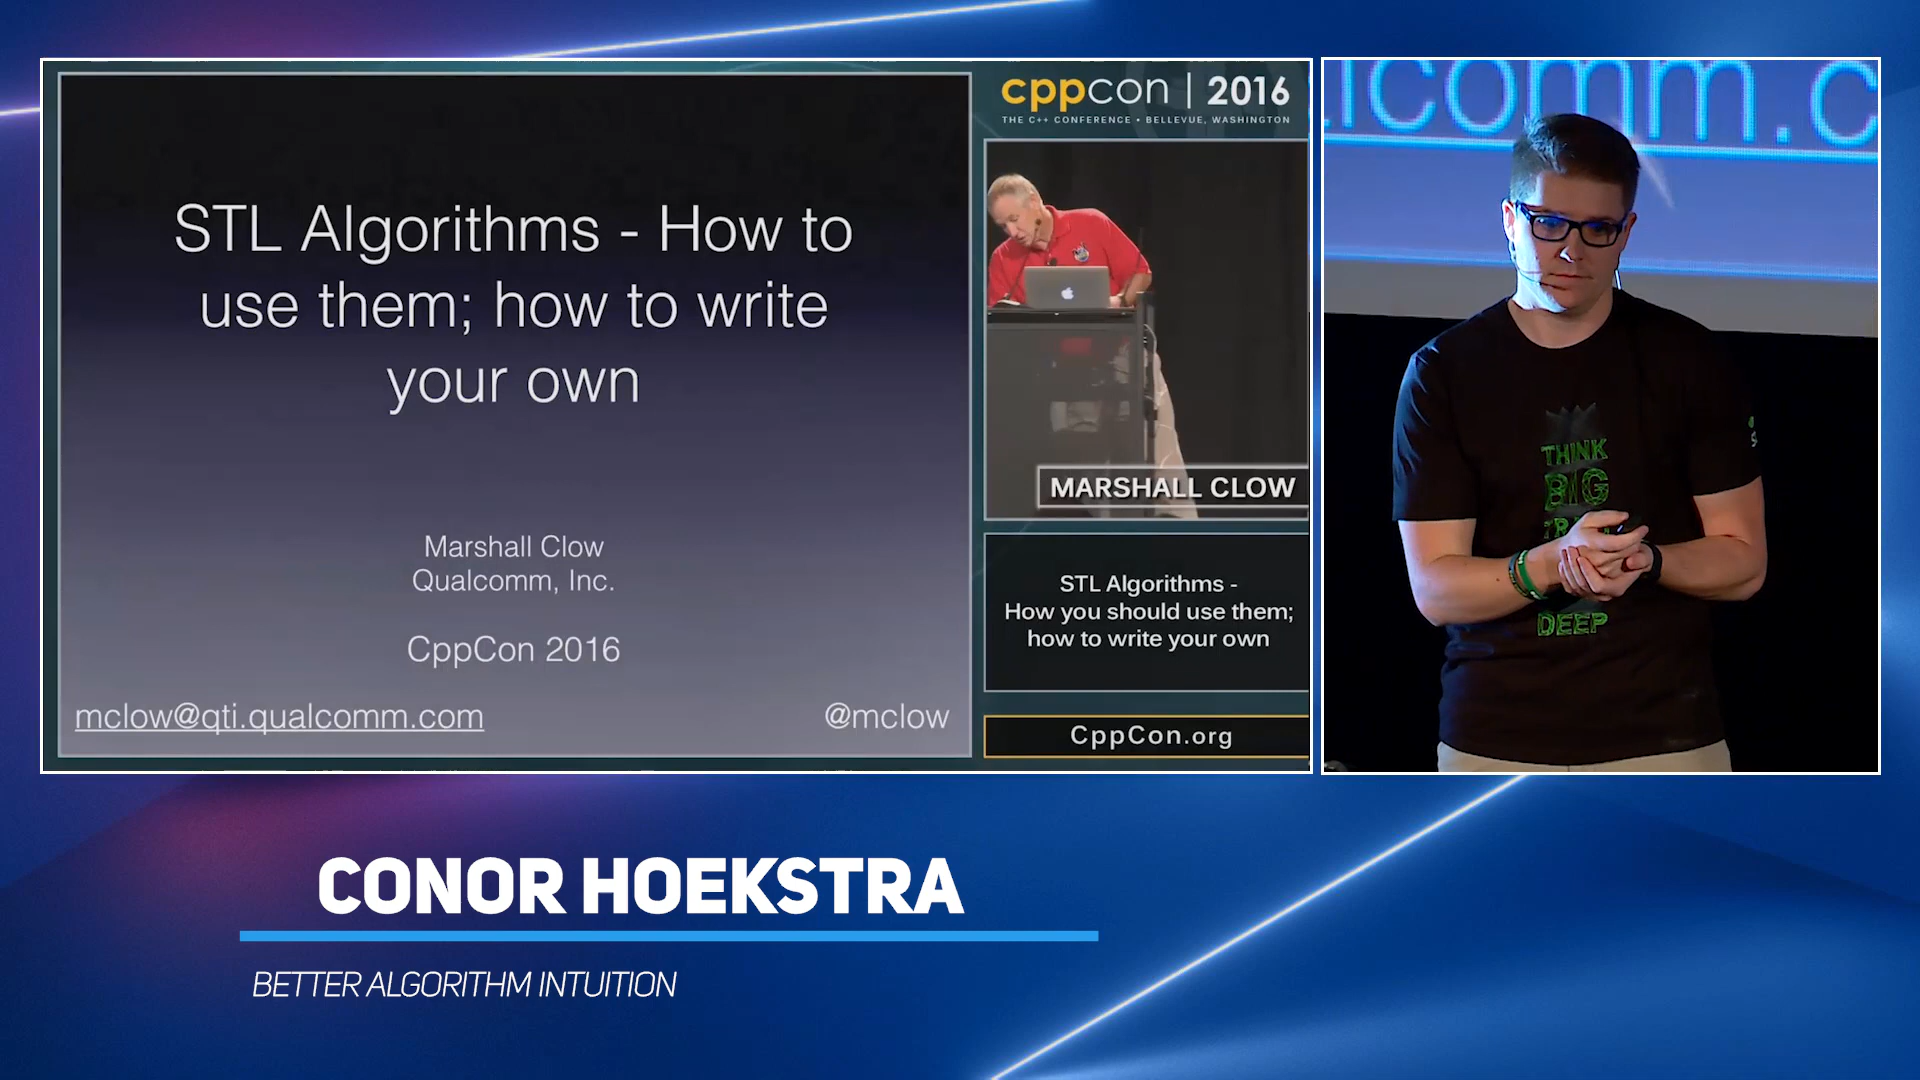 STL Algorithms - How to
use them; how to write
your own
Marshall Clow
Qualcomm, Inc.
CppCon 2016
mclow@qti.qualcomm.com
@mclow
cppcon | 2016
THE C++ CONFERENCE • BELLEVUE, WASHINGTON
MARSHALL CLOW
STL Algorithms -
How you should use them;
how to write your own
CppCon.org
lcomm.c
THINK
BIG
DEEP
CONOR HOEKSTRA
BETTER ALGORITHM INTUITION